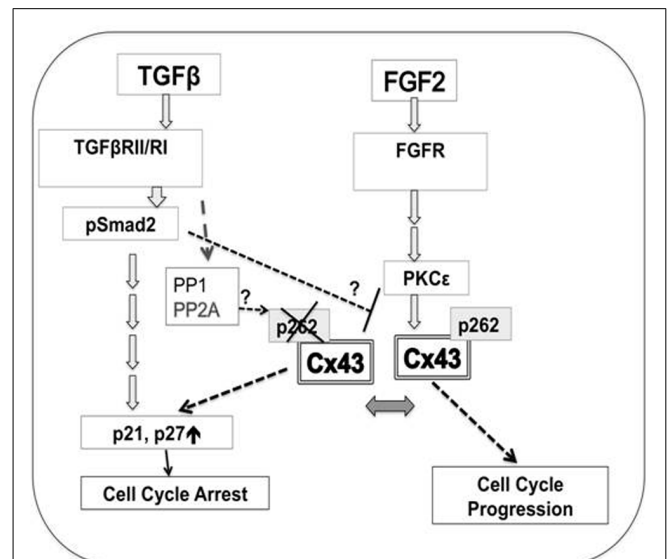 TGFβ
FGF2
TGFβRII/RI
FGFR
pSmad2
PP1
PP2A
?
?
PKCε
p262
p262
Cx43
Cx43
p21, p27
Cell Cycle Arrest
Cell Cycle
Progression